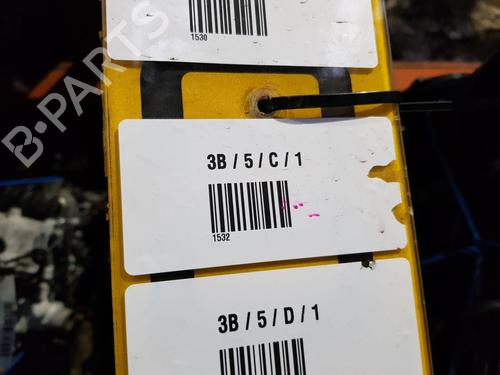 1530
B-PARTS
3B / 5 / C / 1
1532
3B / 5 / D / 1